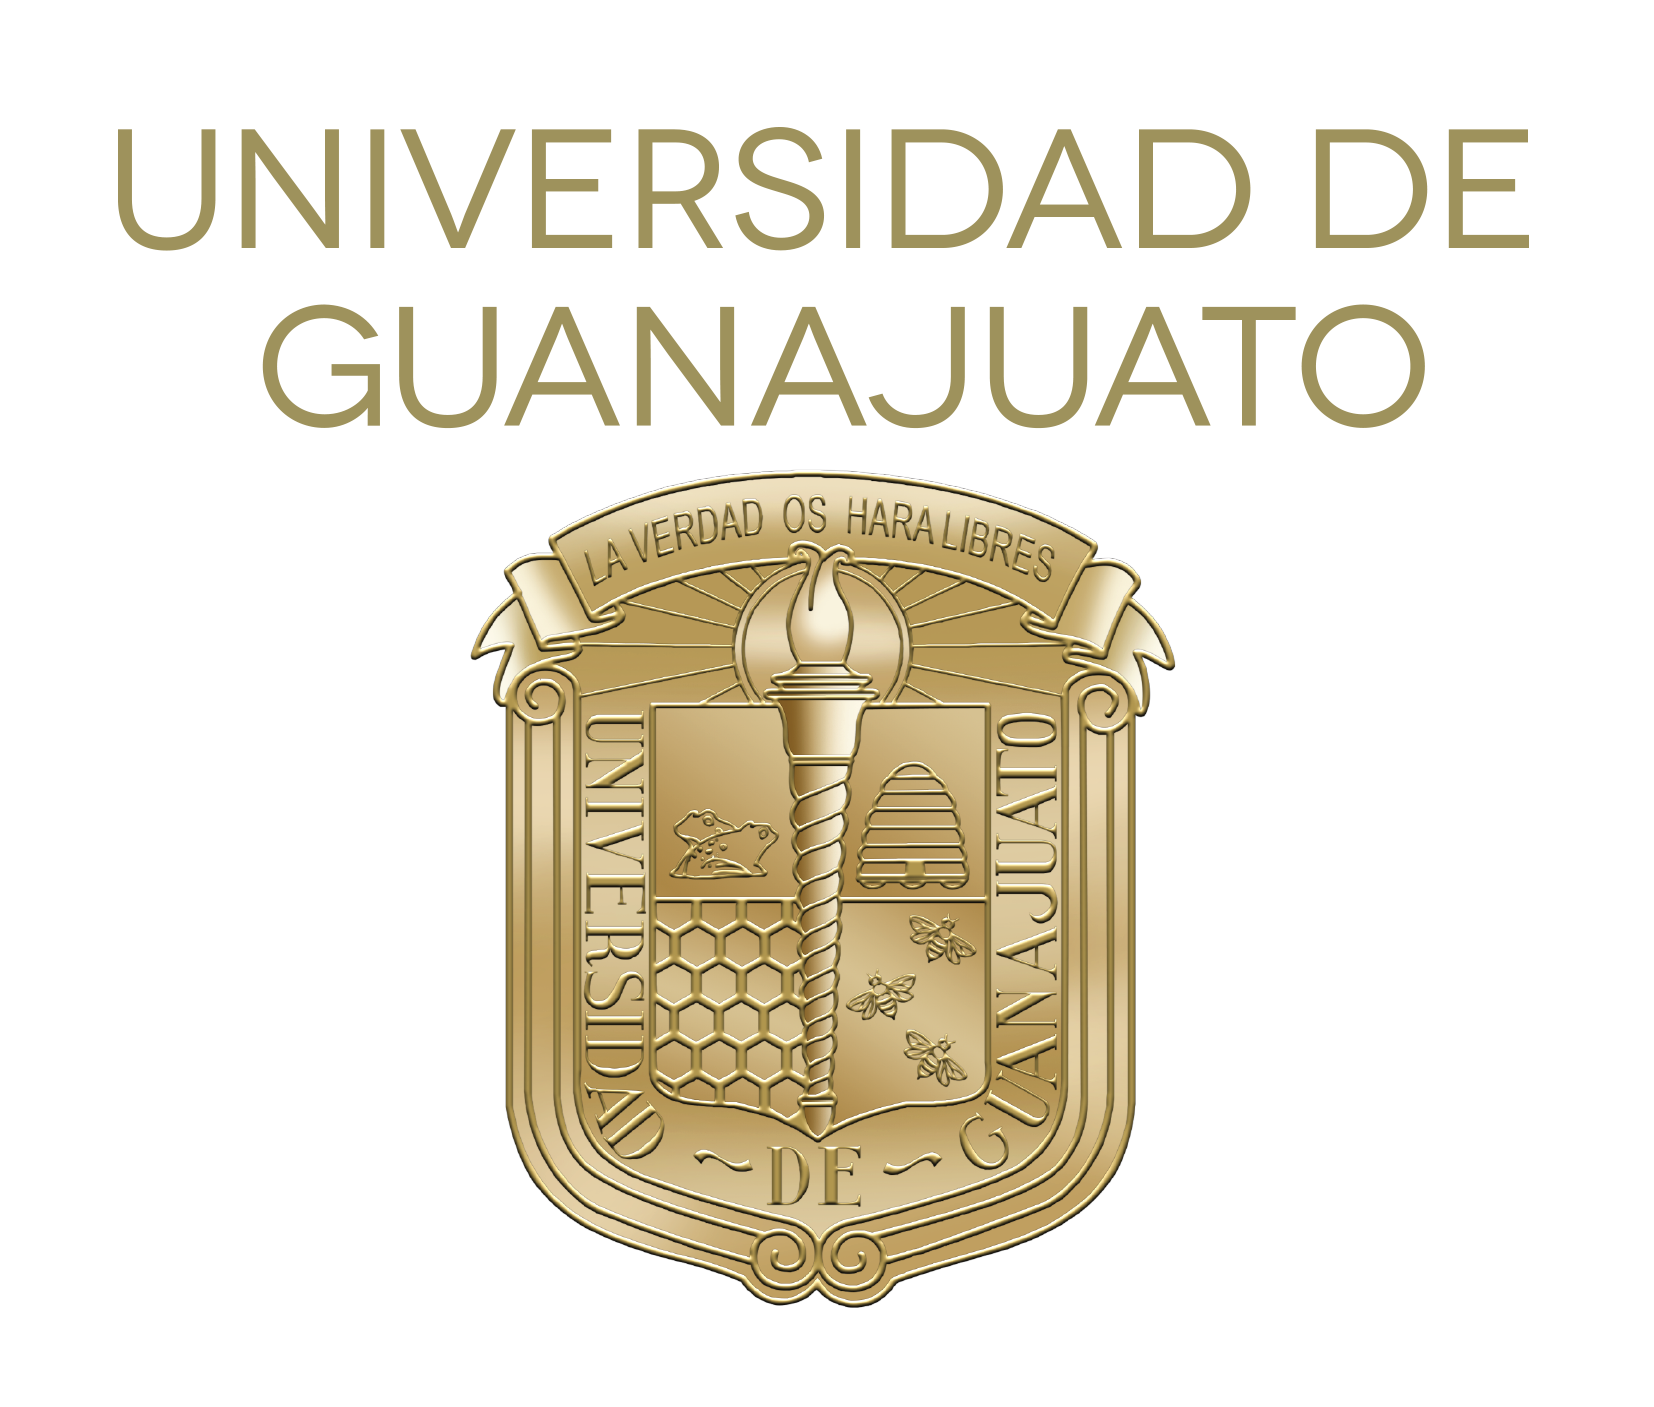 UNIVERSIDAD DE
GUANAJUATO
LA VERDAD OS HARA LIBRES
UNIVERSIDAD
~ DE ~
GUANAJUATO